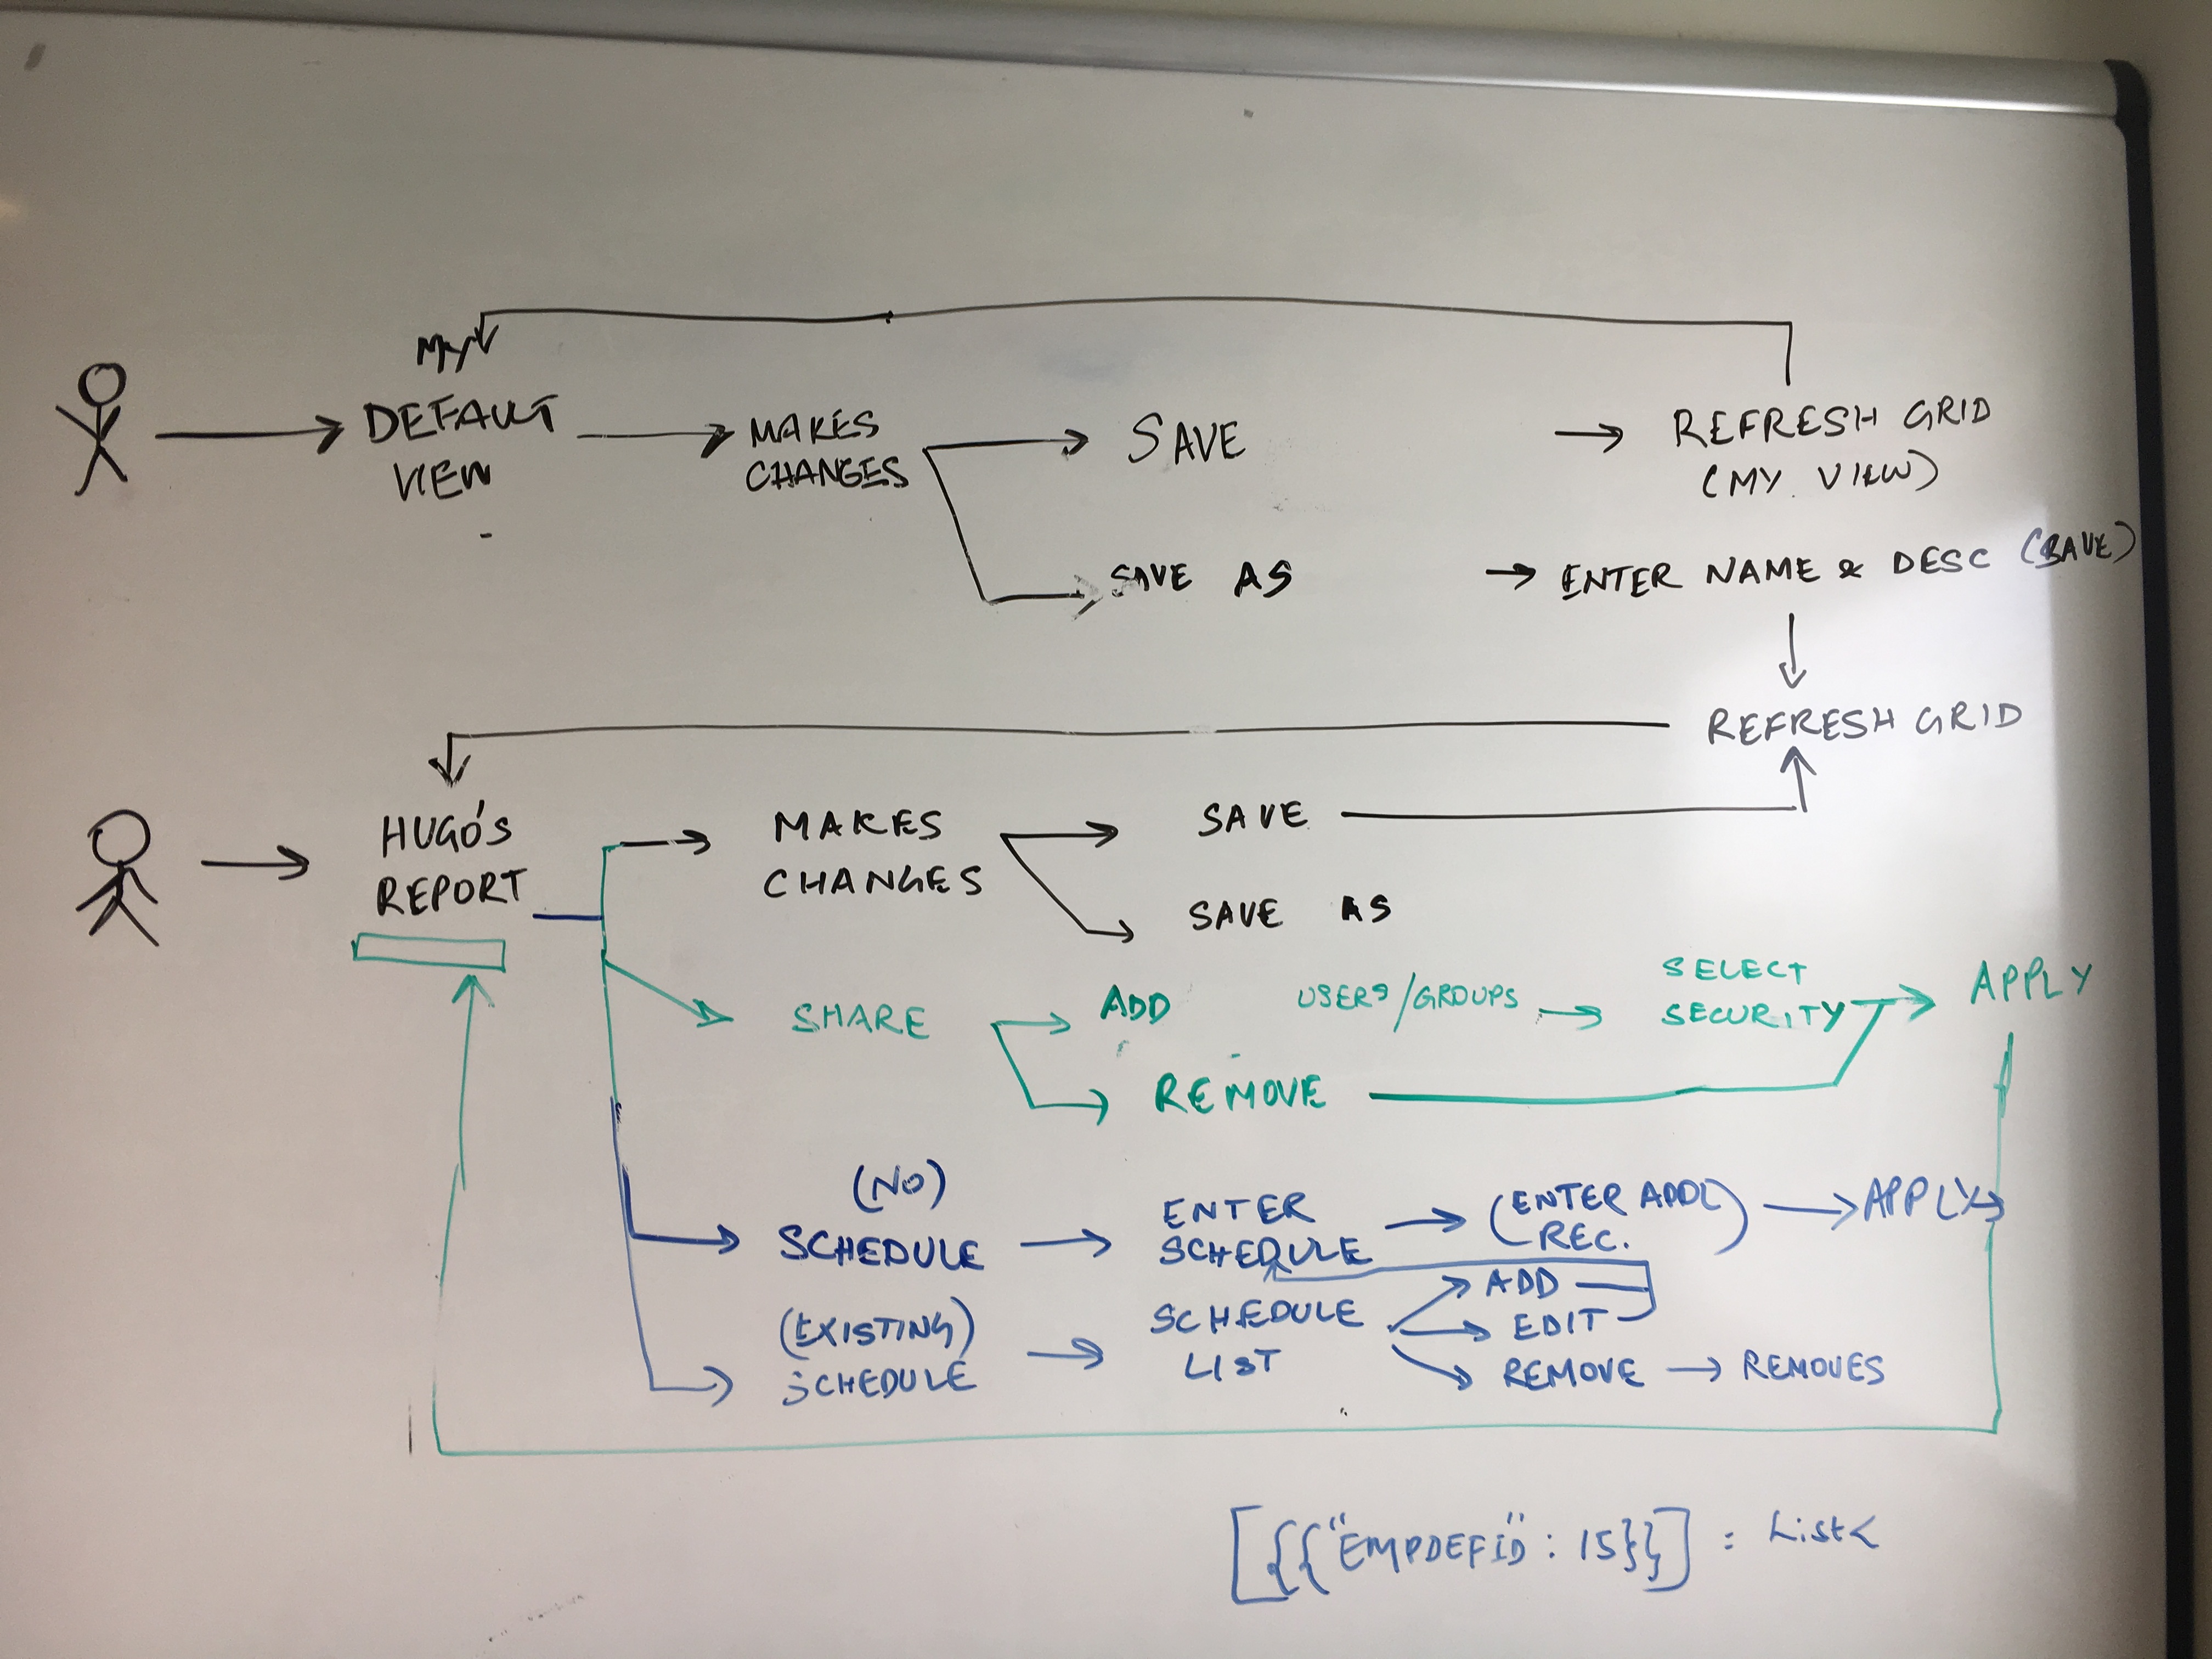 MY
DEFAULT
VIEW
MAKES
CHANGES
SAVE
REFRESH GRID
(MY VIEW)
SAVE AS
ENTER NAME & DESC (SAVE)
REFRESH GRID
HUGO'S
REPORT
MAKES
CHANGES
SAVE
SAVE AS
SHARE
ADD USERS/GROUPS
SELECT
SECURITY
APPLY
REMOVE
(NO)
SCHEDULE
ENTER
SCHEDULE
(ENTER ADDL)
REC.
APPLY
(EXISTING)
SCHEDULE
SCHEDULE
LIST
ADD
EDIT
REMOVE
REMOVES
[{{"EMPDEFID": 15}}] : List<